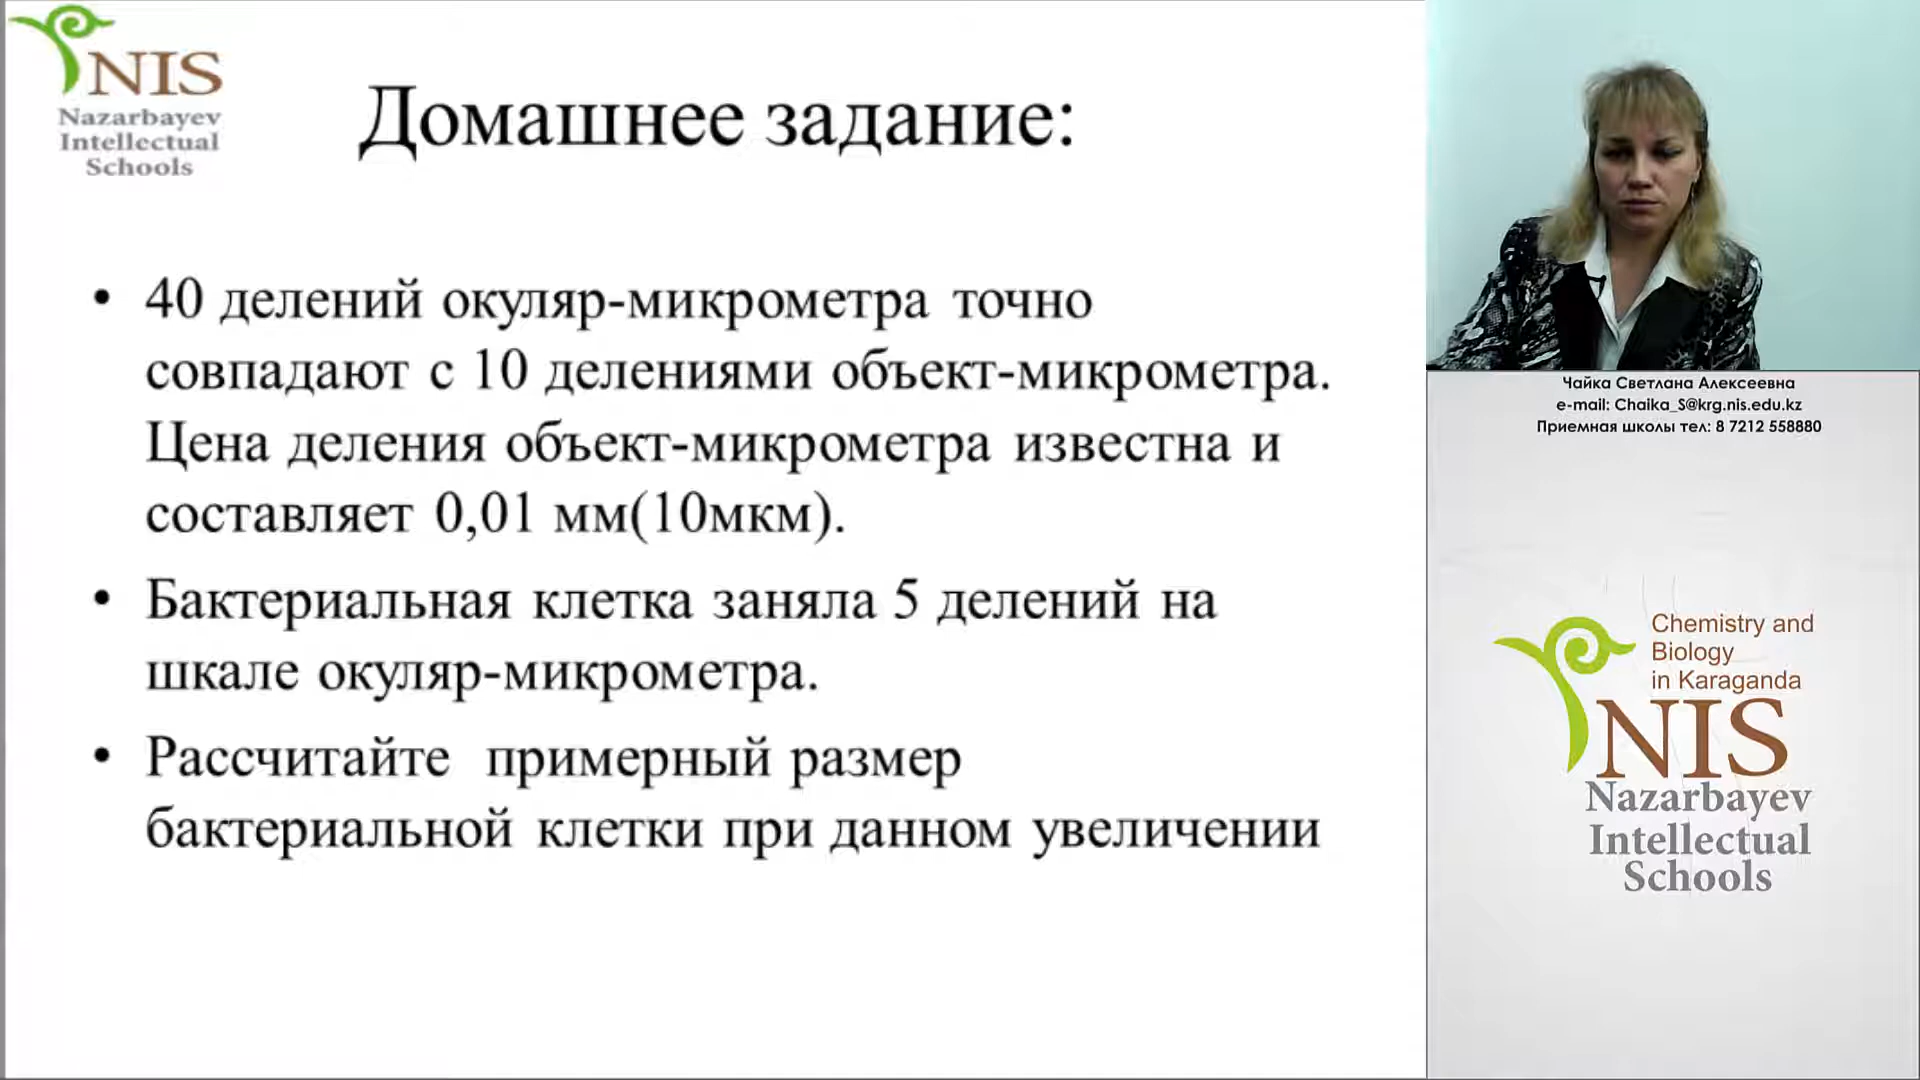 NIS
Nazarbayev
Intellectual
Schools
Домашнее задание:
• 40 делений окуляр-микрометра точно
совпадают с 10 делениями объект-микрометра.
Цена деления объект-микрометра известна и
составляет 0,01 мм(10мкм).
• Бактериальная клетка заняла 5 делений на
шкале окуляр-микрометра.
• Рассчитайте примерный размер
бактериальной клетки при данном увеличении
Чайка Светлана Алексеевна
e-mail: Chaika_S@krg.nis.edu.kz
Приемная школы тел: 8 7212 558880
Chemistry and
Biology
in Karaganda
NIS
Nazarbayev
Intellectual
Schools